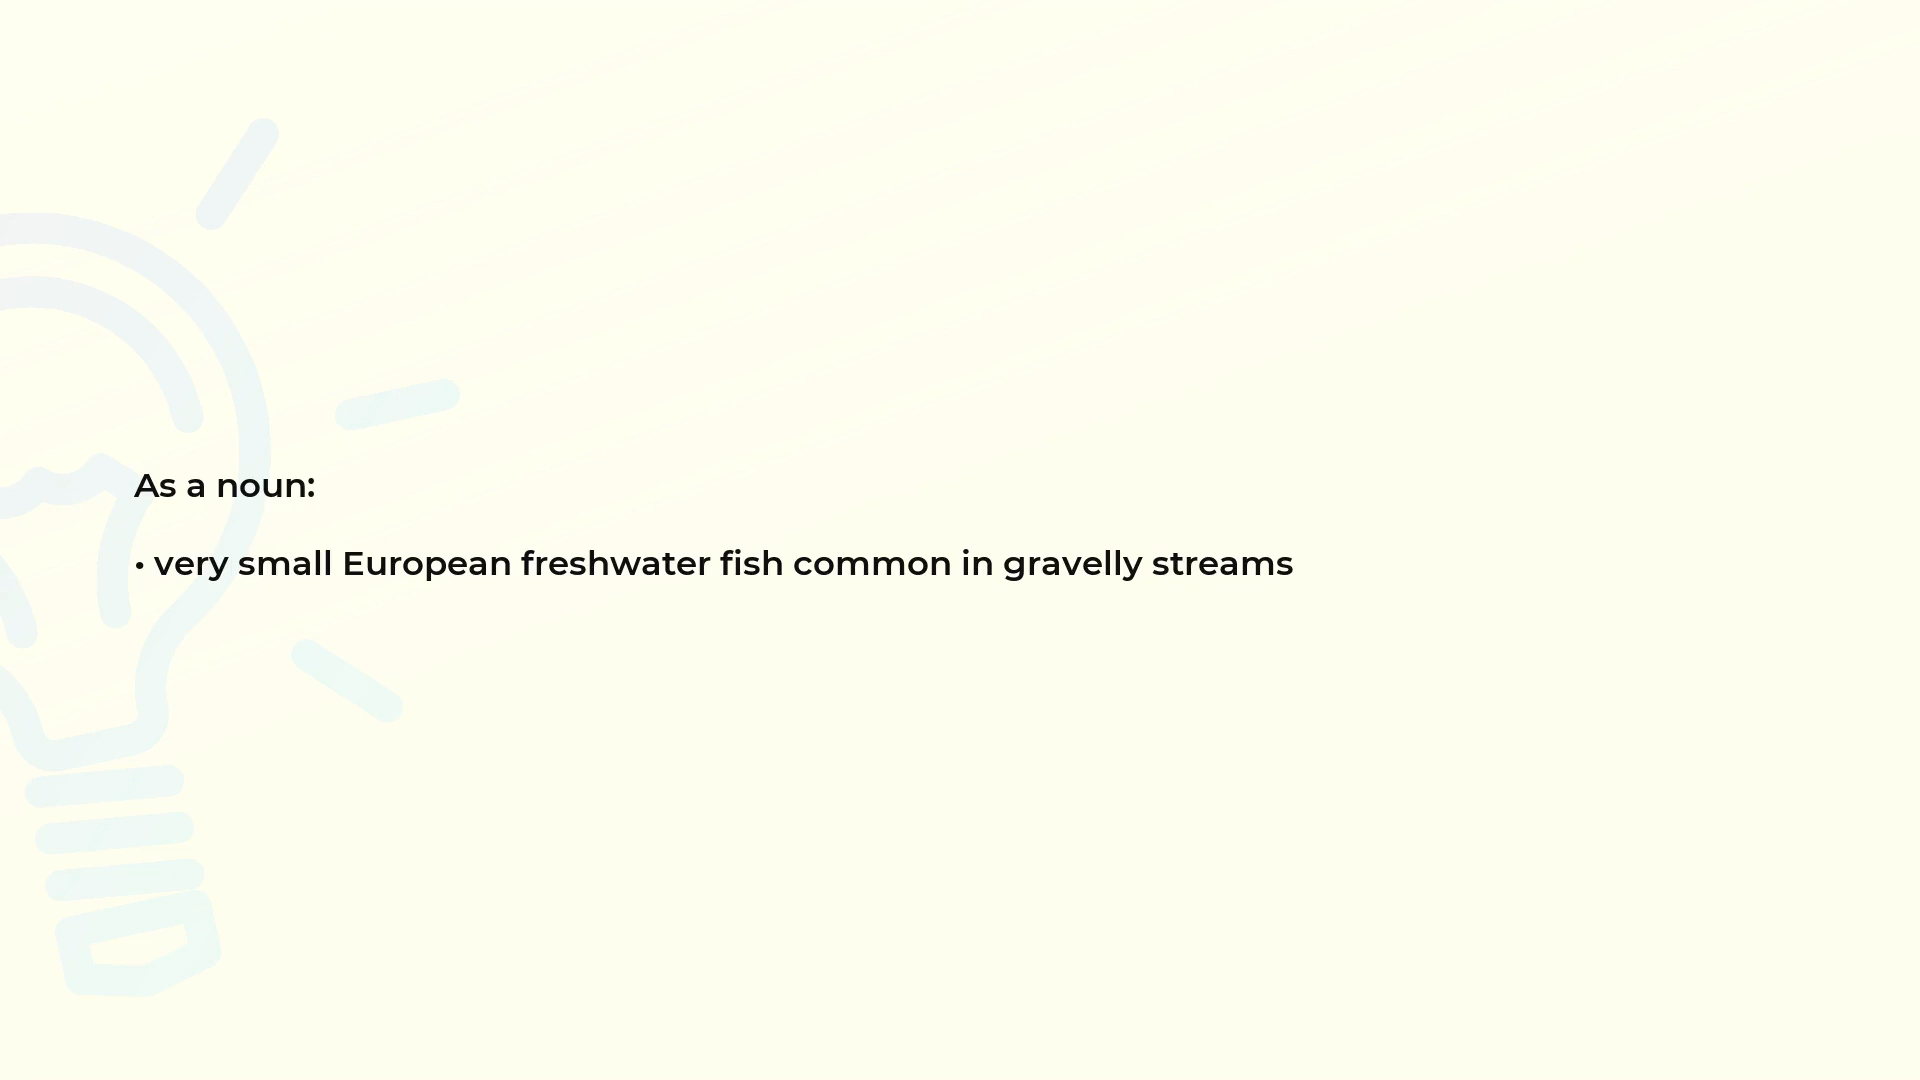 As a noun:
• very small European freshwater fish common in gravelly streams